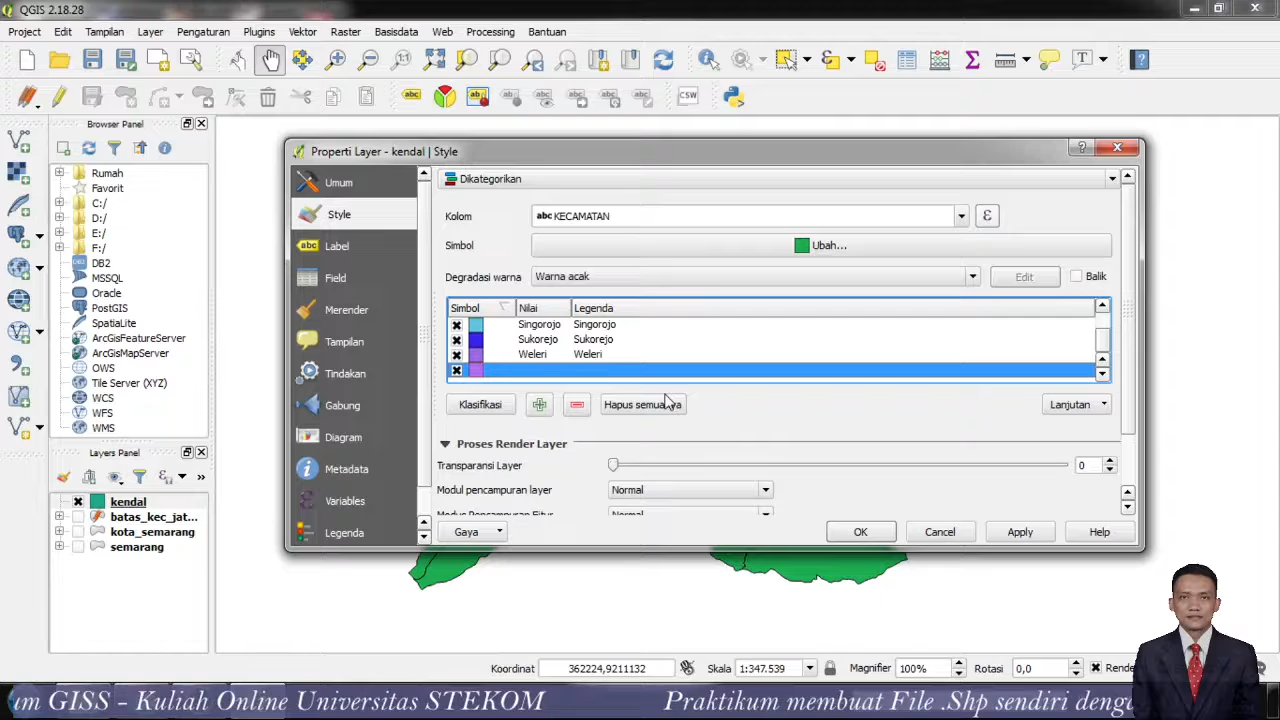 QGIS 2.18.28
Project Edit Tampilan Layer Pengaturan Plugins Vektor Raster Basisdata Web Processing Bantuan
Browser Panel
Rumah
Favorit
C:/
D:/
E:/
F:/
DB2
MSSQL
Oracle
PostGIS
SpatiaLite
ArcGisFeatureServer
ArcGisMapServer
OWS
Tile Server (XYZ)
WCS
WFS
WMS
Layers Panel
kendal
batas_kec_jat...
kota_semarang
semarang
Properti Layer - kendal | Style
Umum
Style
Label
Field
Merender
Tampilan
Tindakan
Gabung
Diagram
Metadata
Variables
Legenda
Dikategorikan
Kolom abc KECAMATAN ε
Simbol Ubah...
Degradasi warna Warna acak Edit Balik
Simbol Nilai Legenda
Singorojo Singorojo
Sukorejo Sukorejo
Weleri Weleri
Klasifikasi Hapus semuanya Lanjutan
Proses Render Layer
Transparansi Layer 0
Modul pencampuran layer Normal
Modus Pencampuran Fitur Normal
Gaya OK Cancel Apply Help
Koordinat 362224,9211132 Skala 1:347.539 Magnifier 100% Rotasi 0,0 Rende
um GISS - Kuliah Online Universitas STEKOM Praktikum membuat File .Shp sendiri denga